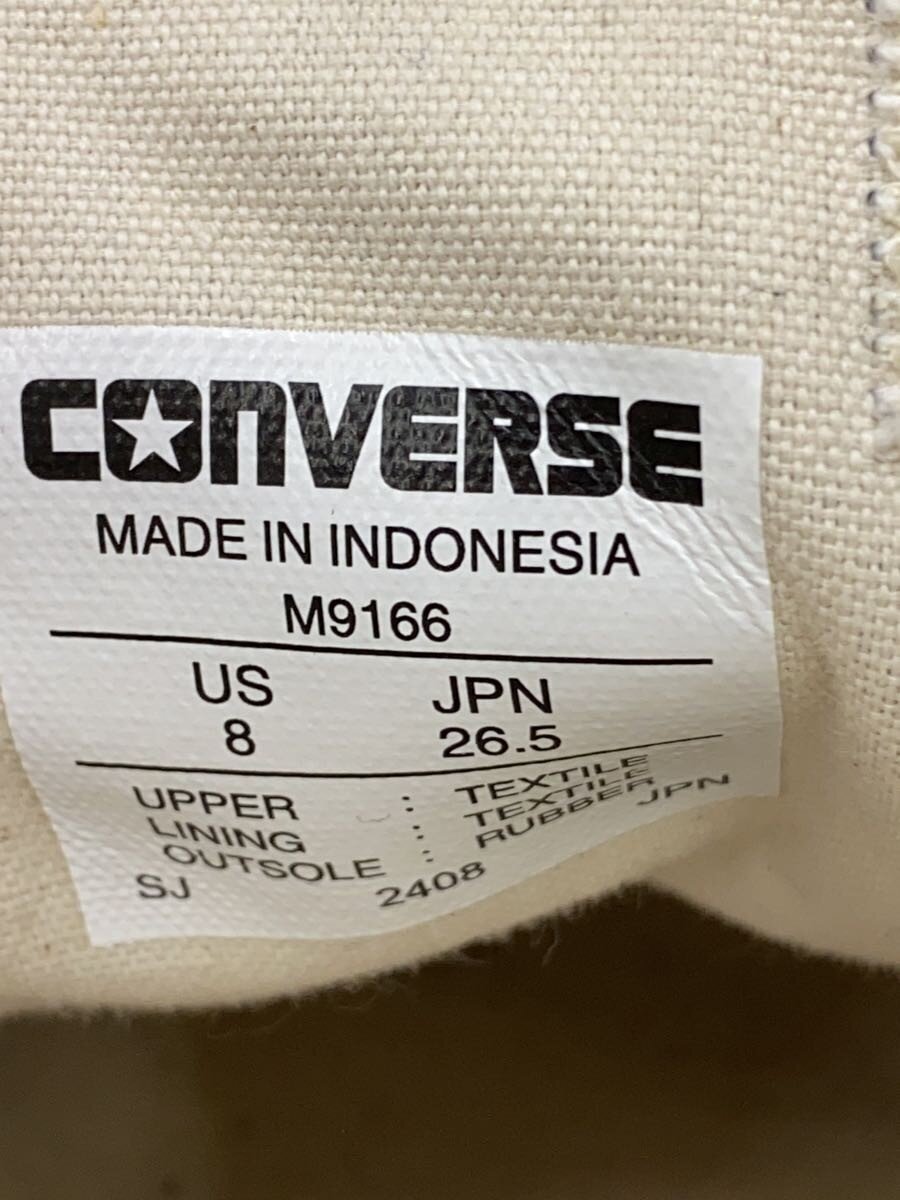 CONVERSE
MADE IN INDONESIA
M9166
US JPN
8 26.5
UPPER : TEXTILE
LINING : TEXTILE
OUTSOLE : RUBBER
SJ 2408 JPN